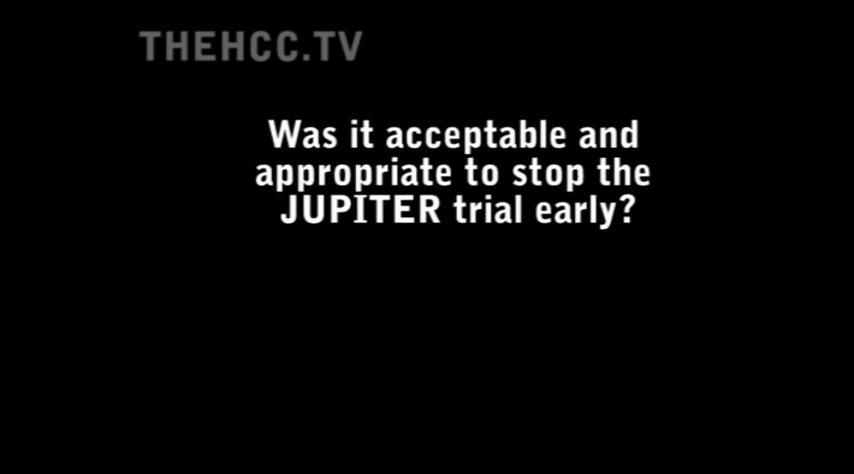 THEHCC.TV
Was it acceptable and
appropriate to stop the
JUPITER trial early?